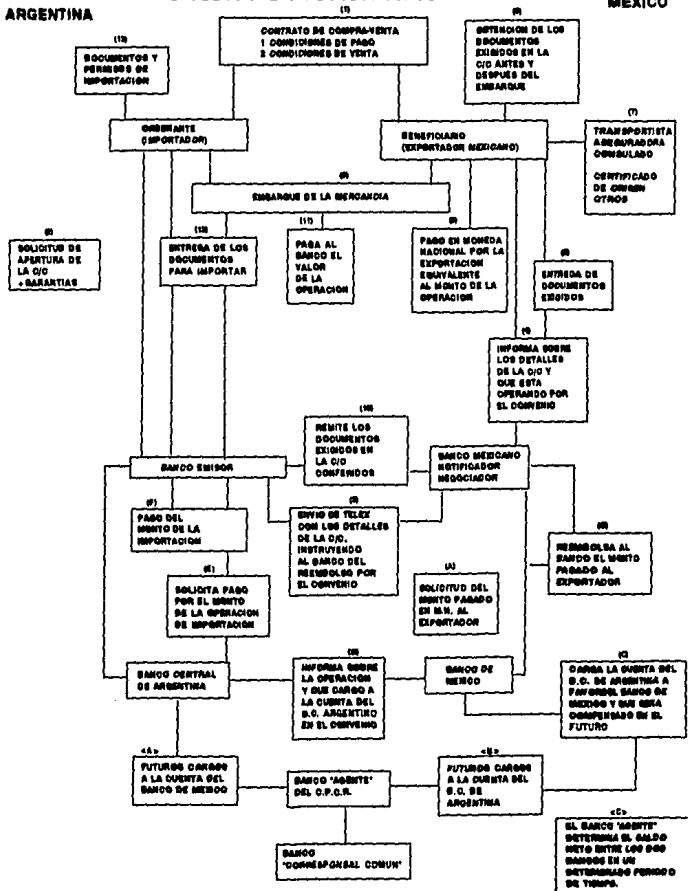 ARGENTINA
MEXICO
(1)
CONTRATO DE COMPRA-VENTA
1 CONDICIONES DE PAGO
2 CONDICIONES DE VENTA
OBTENCION DE LOS
DOCUMENTOS
EXIGIDOS EN LA
C/C ANTES Y
DESPUES DEL
EMBARQUE
(13)
DOCUMENTOS Y
PERMISOS DE
IMPORTACION
ORDENANTE
(IMPORTADOR)
BENEFICIARIO
(EXPORTADOR MEXICANO)
(7)
TRANSPORTISTA
ASEGURADORA
CONSULADO
CERTIFICADO
DE ORIGEN
OTROS
EMBARQUE DE LA MERCANCIA
SOLICITUD DE
APERTURA DE
LA C/C
+ GARANTIAS
ENTREGA DE LOS
DOCUMENTOS
PARA IMPORTAR
(11)
PAGA AL
BANCO EL
VALOR
DE LA
OPERACION
PAGO EN MONEDA
NACIONAL POR LA
EXPORTACION
EQUIVALENTE
AL MONTO DE LA
OPERACION
ENTREGA DE
DOCUMENTOS
EXIGIDOS
(4)
INFORMA SOBRE
LOS DETALLES
DE LA C/C Y
QUE ESTA
OPERANDO POR
EL CONVENIO
(10)
REMITE LOS
DOCUMENTOS
EXIGIDOS EN
LA C/C
CONFENIDOS
BANCO EMISOR
BANCO MEXICANO
NOTIFICADOR
NEGOCIADOR
(F)
PAGO DEL
MONTO DE LA
IMPORTACION
(3)
ENVIO DE TELEX
CON LOS DETALLES
DE LA C/C,
INSTRUYENDO
AL BANCO DEL
REEMBOLSO POR
EL CONVENIO
REEMBOLSA AL
BANCO EL MONTO
PAGADO AL
EXPORTADOR
(E)
SOLICITA PAGO
POR EL MONTO
DE LA OPERACION
DE IMPORTACION
(A)
SOLICITUD DEL
MONTO PAGADO
EN M.N. AL
EXPORTADOR
BANCO CENTRAL
DE ARGENTINA
INFORMA SOBRE
LA OPERACION
Y QUE CARGO A
LA CUENTA DEL
B.C. ARGENTINO
EN EL CONVENIO
BANCO DE
MEXICO
(C)
CARGA LA CUENTA DEL
B.C. DE ARGENTINA A
FAVOR DEL BANCO DE
MEXICO Y QUE SERA
COMPENSADO EN EL
FUTURO
<A>
FUTUROS CARGOS
A LA CUENTA DEL
BANCO DE MEXICO
BANCO "AGENTE"
DEL C.P.C.R.
<B>
FUTUROS CARGOS
A LA CUENTA DEL
B.C. DE
ARGENTINA
BANCO
"CORRESPONSAL COMUN"
<C>
EL BANCO "AGENTE"
DETERMINA EL SALDO
NETO ENTRE LOS DOS
BANCOS EN UN
DETERMINADO PERIODO
DE TIEMPO.